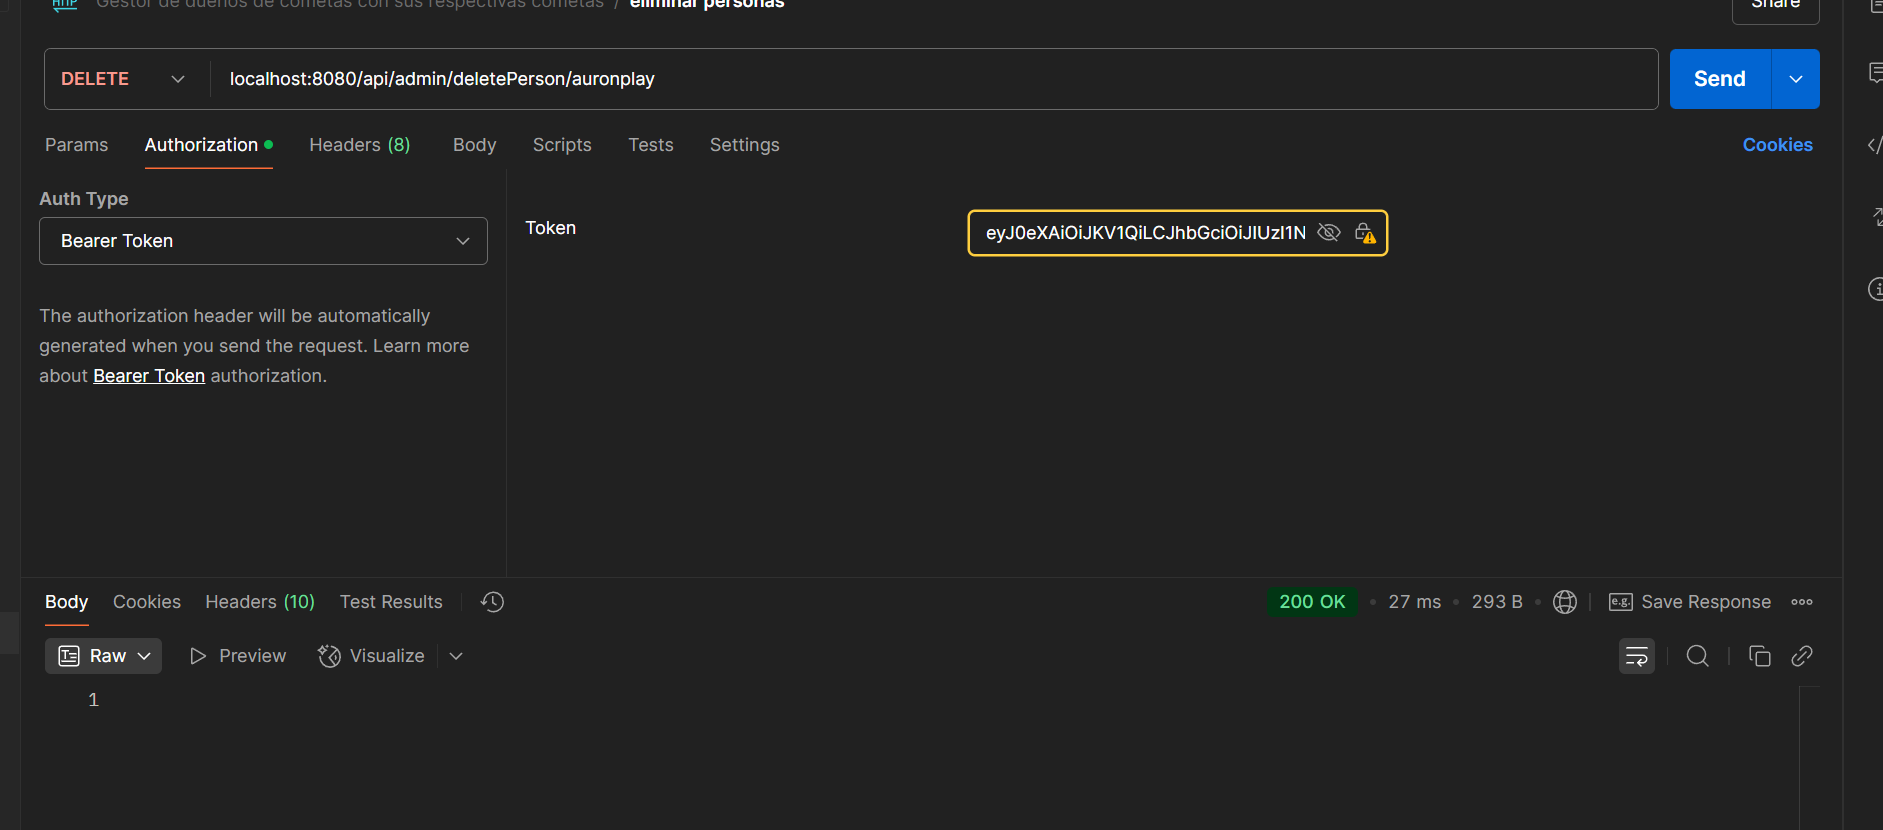 HTTP Gestor de dueños de cometas con sus respectivas cometas / eliminar personas
Share
DELETE localhost:8080/api/admin/deletePerson/auronplay
Send
Params Authorization Headers (8) Body Scripts Tests Settings Cookies
Auth Type
Bearer Token
Token
eyJ0eXAiOiJKV1QiLCJhbGciOiJIUzI1N
The authorization header will be automatically
generated when you send the request. Learn more
about Bearer Token authorization.
Body Cookies Headers (10) Test Results 200 OK • 27 ms • 293 B • e.g. Save Response
Raw Preview Visualize
1